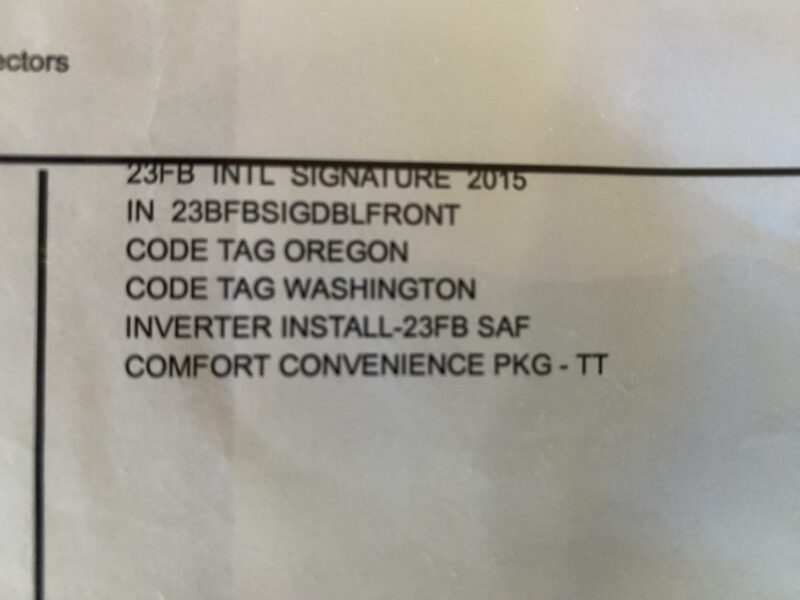 ectors
23FB INTL SIGNATURE 2015
IN 23BFBSIGDBLFRONT
CODE TAG OREGON
CODE TAG WASHINGTON
INVERTER INSTALL-23FB SAF
COMFORT CONVENIENCE PKG - TT